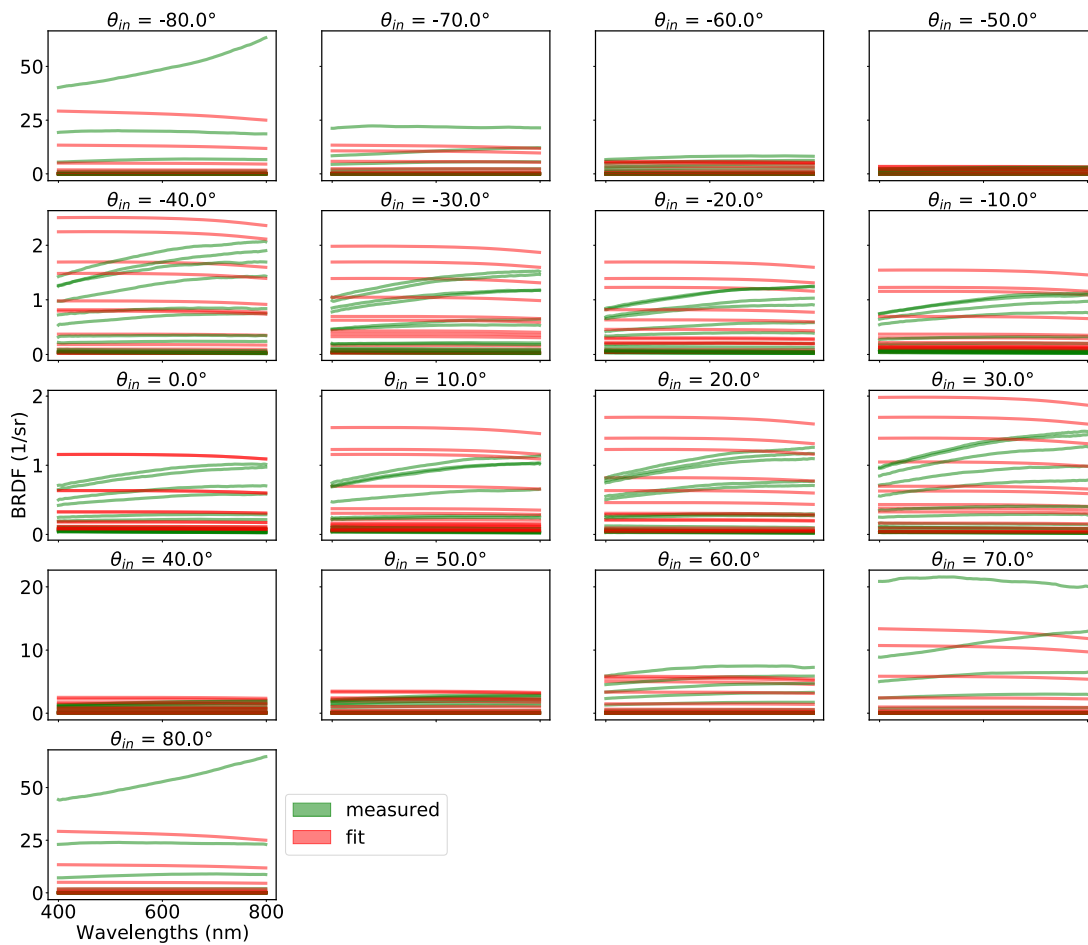 θin = -80.0° θin = -70.0° θin = -60.0° θin = -50.0°
50
25
0
θin = -40.0° θin = -30.0° θin = -20.0° θin = -10.0°
2
1
0
θin = 0.0° θin = 10.0° θin = 20.0° θin = 30.0°
2
1
0
BRDF (1/sr)
θin = 40.0° θin = 50.0° θin = 60.0° θin = 70.0°
20
10
0
θin = 80.0°
50
25
0
400 600 800
Wavelengths (nm)
measured
fit